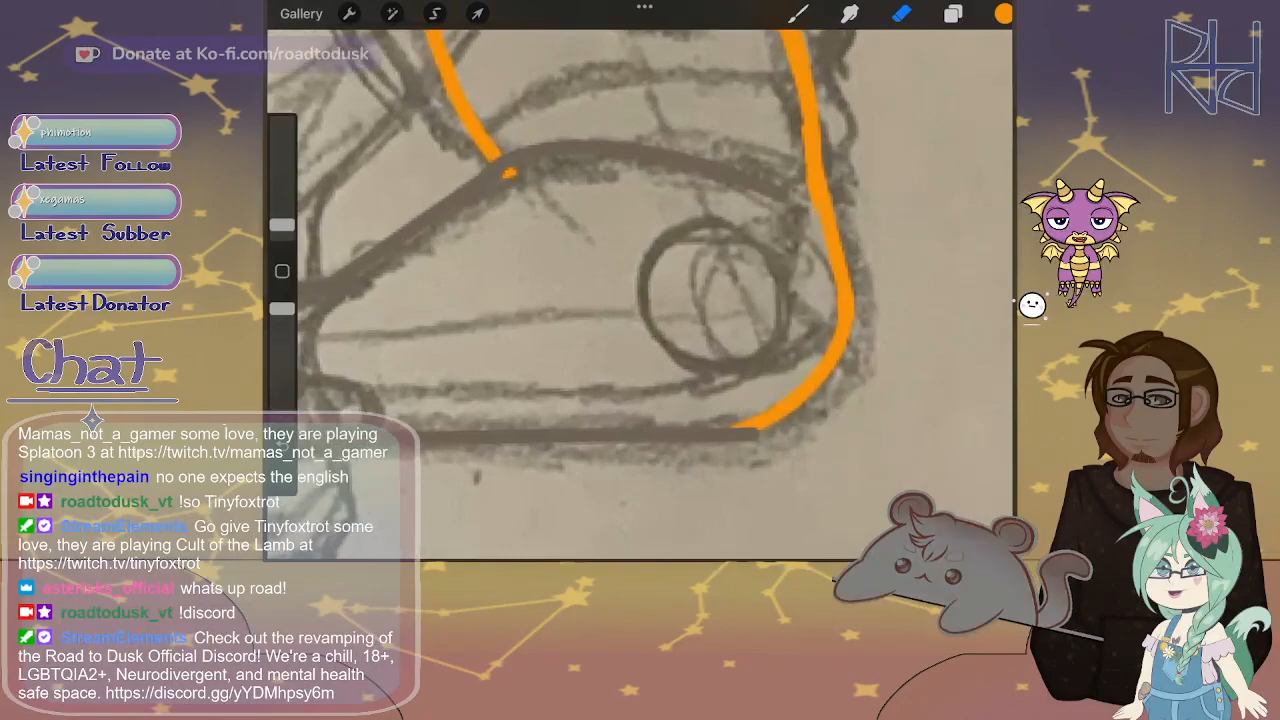 Gallery
Donate at Ko-fi.com/roadtodusk
phimotion
Latest Follow
xcgamas
Latest Subber
Latest Donator
Chat
Mamas_not_a_gamer some love, they are playing
Splatoon 3 at https://twitch.tv/mamas_not_a_gamer
singinginthepain no one expects the english
roadtodusk_vt !so Tinyfoxtrot
StreamElements Go give Tinyfoxtrot some
love, they are playing Cult of the Lamb at
https://twitch.tv/tinyfoxtrot
asterisks_official whats up road!
roadtodusk_vt !discord
StreamElements Check out the revamping of
the Road to Dusk Official Discord! We're a chill, 18+,
LGBTQIA2+, Neurodivergent, and mental health
safe space. https://discord.gg/yYDMhpsy6m